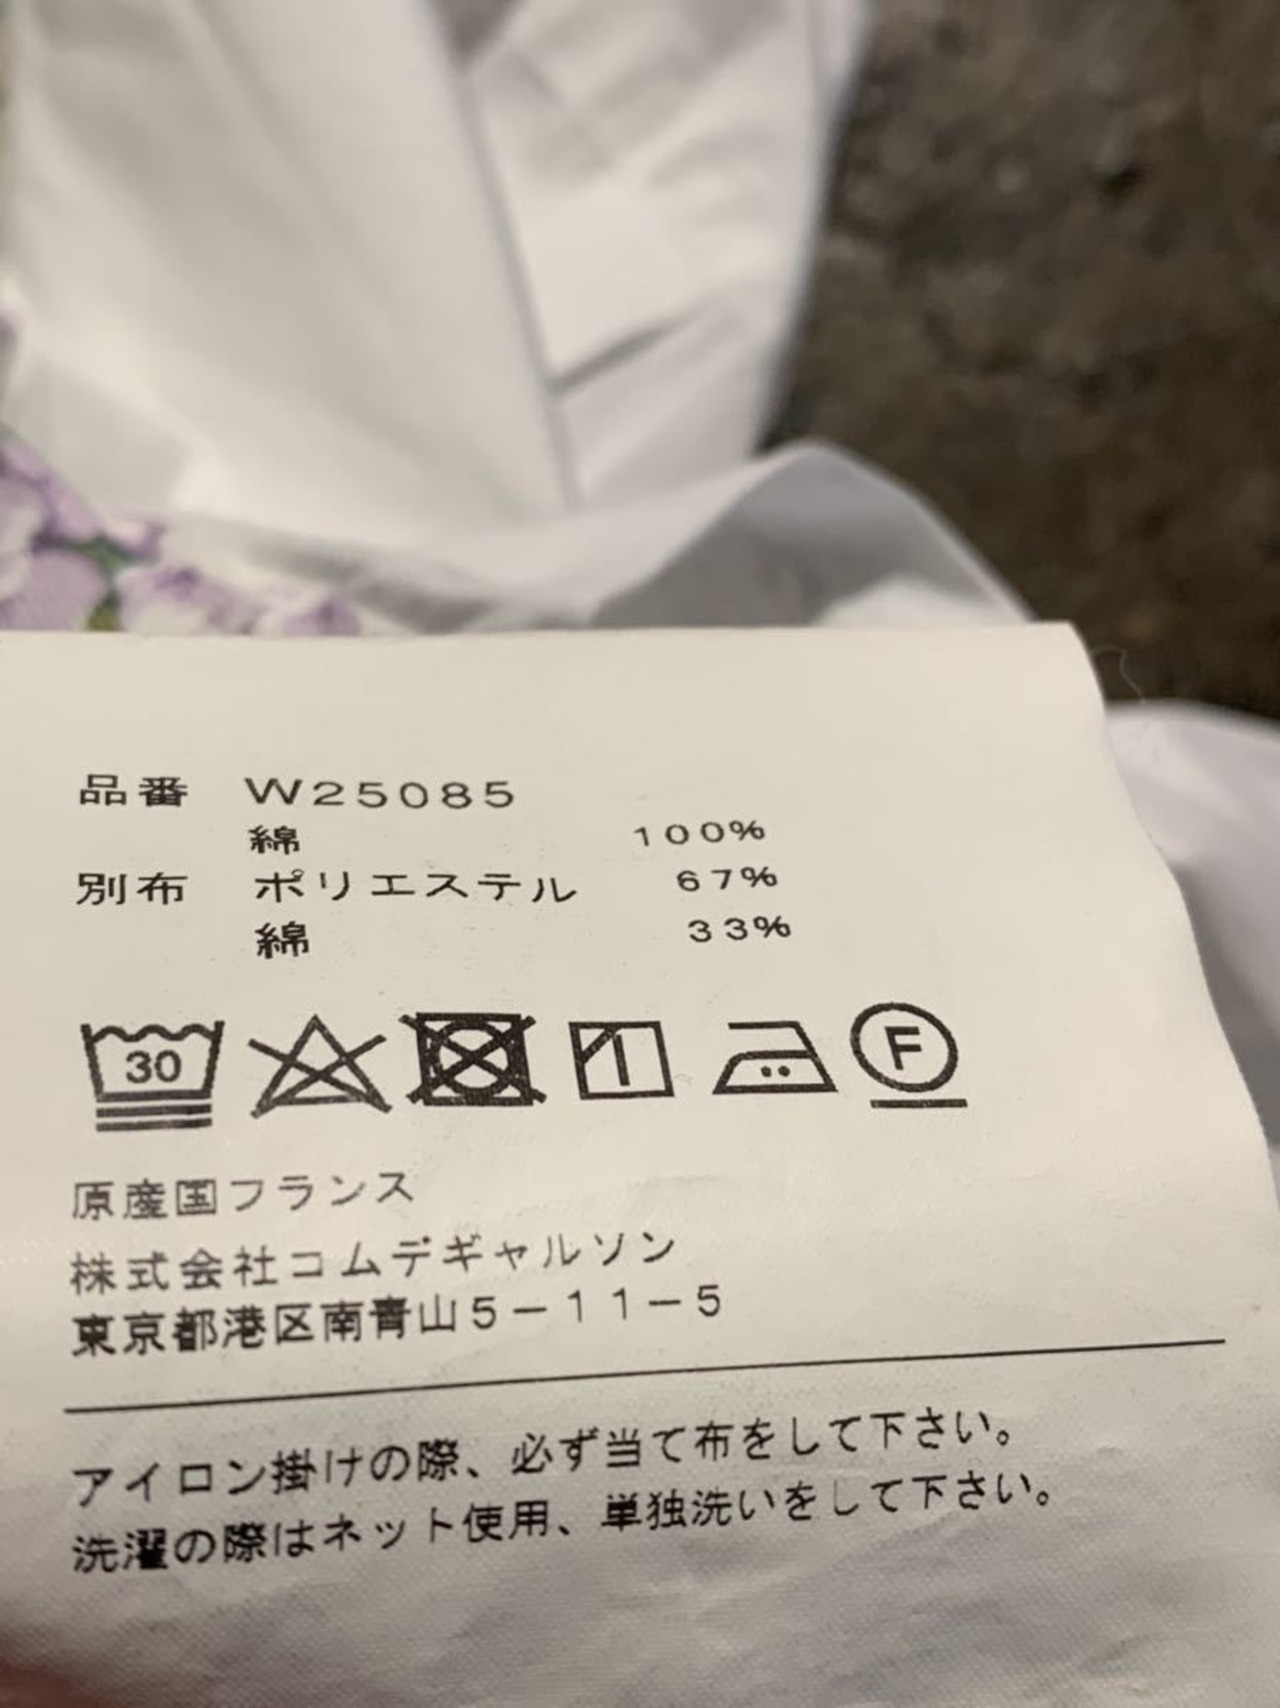 品番 W25085
綿 100%
別布 ポリエステル 67%
綿 33%
30
F
原産国フランス
株式会社コムデギャルソン
東京都港区南青山5-11-5
アイロン掛けの際、必ず当て布をして下さい。
洗濯の際はネット使用、単独洗いをして下さい。